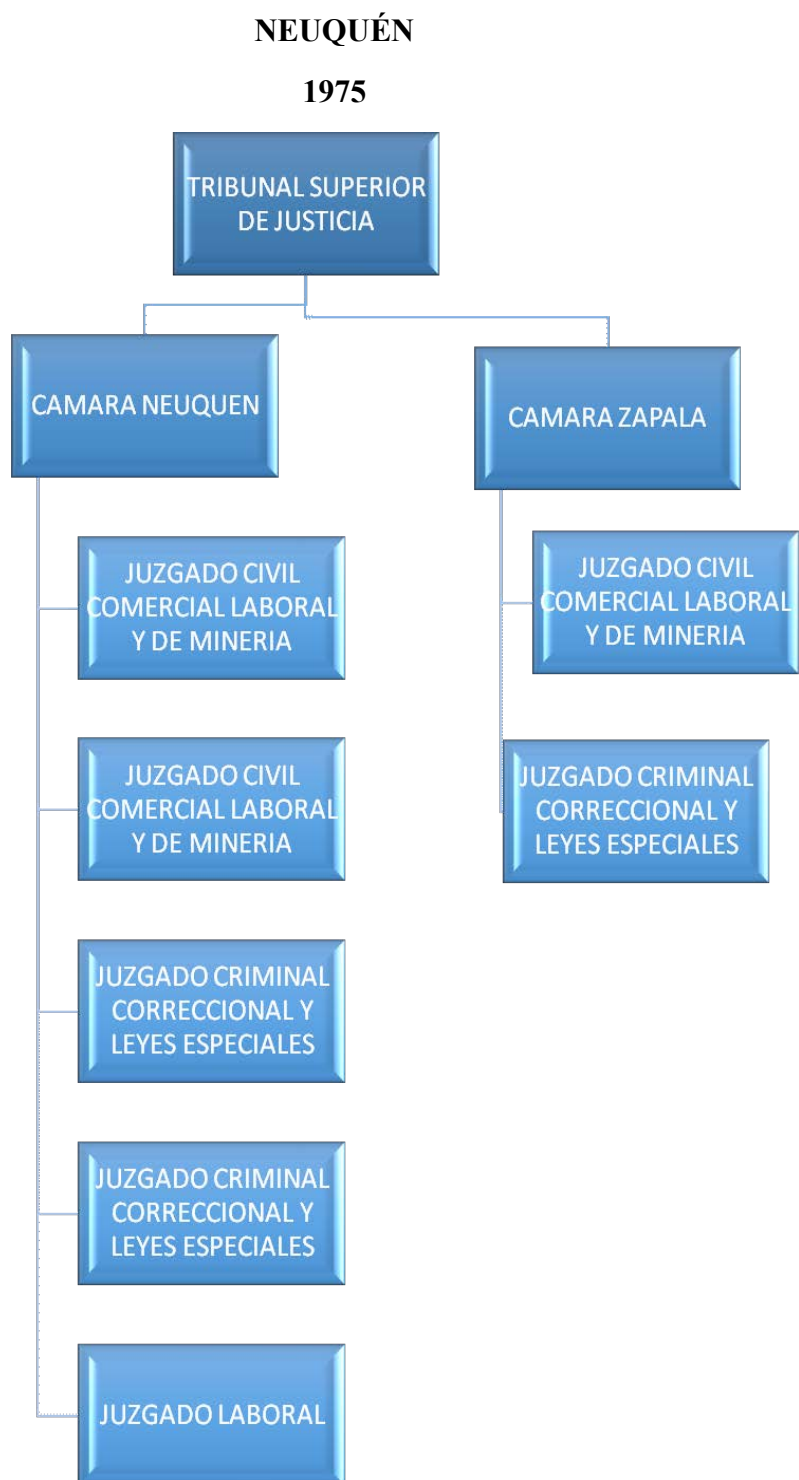 NEUQUÉN
1975
TRIBUNAL SUPERIOR
DE JUSTICIA
CAMARA NEUQUEN
JUZGADO CIVIL
COMERCIAL LABORAL
Y DE MINERIA
JUZGADO CIVIL
COMERCIAL LABORAL
Y DE MINERIA
JUZGADO CRIMINAL
CORRECCIONAL Y
LEYES ESPECIALES
JUZGADO CRIMINAL
CORRECCIONAL Y
LEYES ESPECIALES
JUZGADO LABORAL
CAMARA ZAPALA
JUZGADO CIVIL
COMERCIAL LABORAL
Y DE MINERIA
JUZGADO CRIMINAL
CORRECCIONAL Y
LEYES ESPECIALES